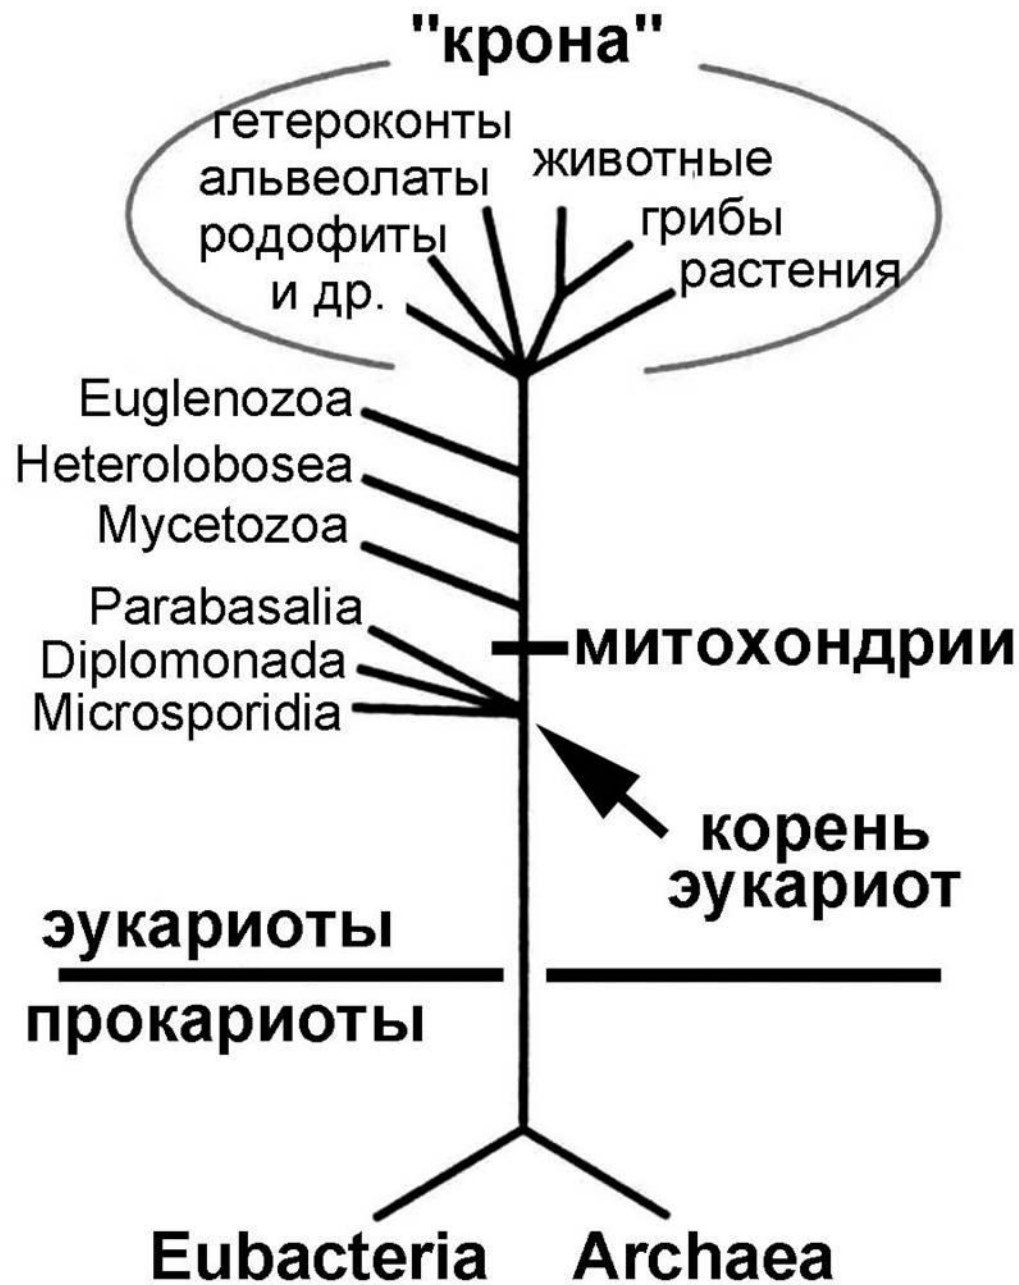 "крона"
гетероконты
альвеолаты
родофиты
и др.
животные
грибы
растения
Euglenozoa
Heterolobosea
Mycetozoa
Parabasalia
Diplomonada
Microsporidia
митохондрии
корень
эукариот
эукариоты
прокариоты
Eubacteria
Archaea